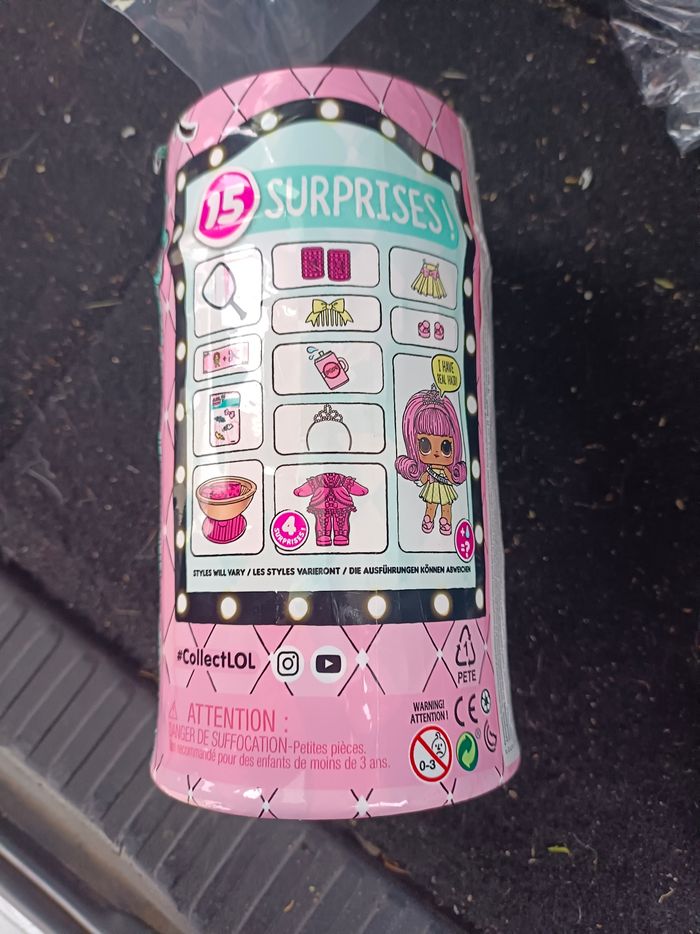 15 SURPRISES!
I HAVE
REAL HAIR!
4
SURPRISES!
STYLES WILL VARY / LES STYLES VARIERONT / DIE AUSFÜHRUNGEN KÖNNEN ABWEICHEN
#CollectLOL
1
PETE
WARNING!
ATTENTION!
CE
0-3
ATTENTION :
DANGER DE SUFFOCATION-Petites pièces.
recommandé pour des enfants de moins de 3 ans.